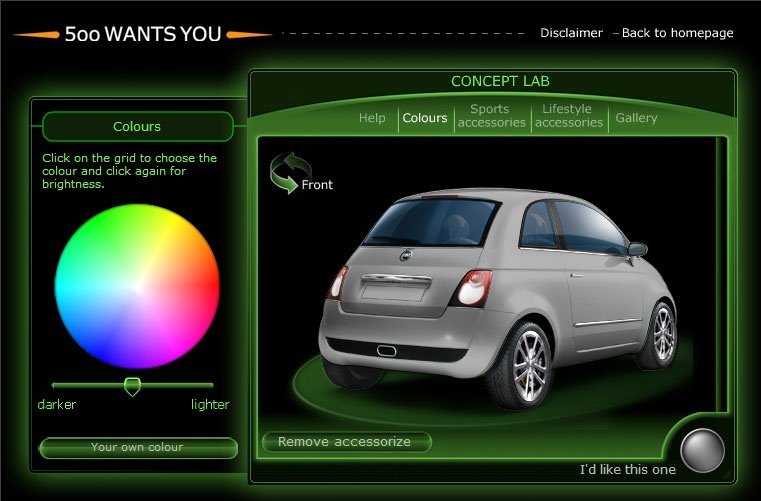 5oo WANTS YOU
Disclaimer
Back to homepage
CONCEPT LAB
Help
Colours
Sports
accessories
Lifestyle
accessories
Gallery
Colours
Click on the grid to choose the
colour and click again for
brightness.
darker
lighter
Your own colour
Front
Remove accessorize
I'd like this one